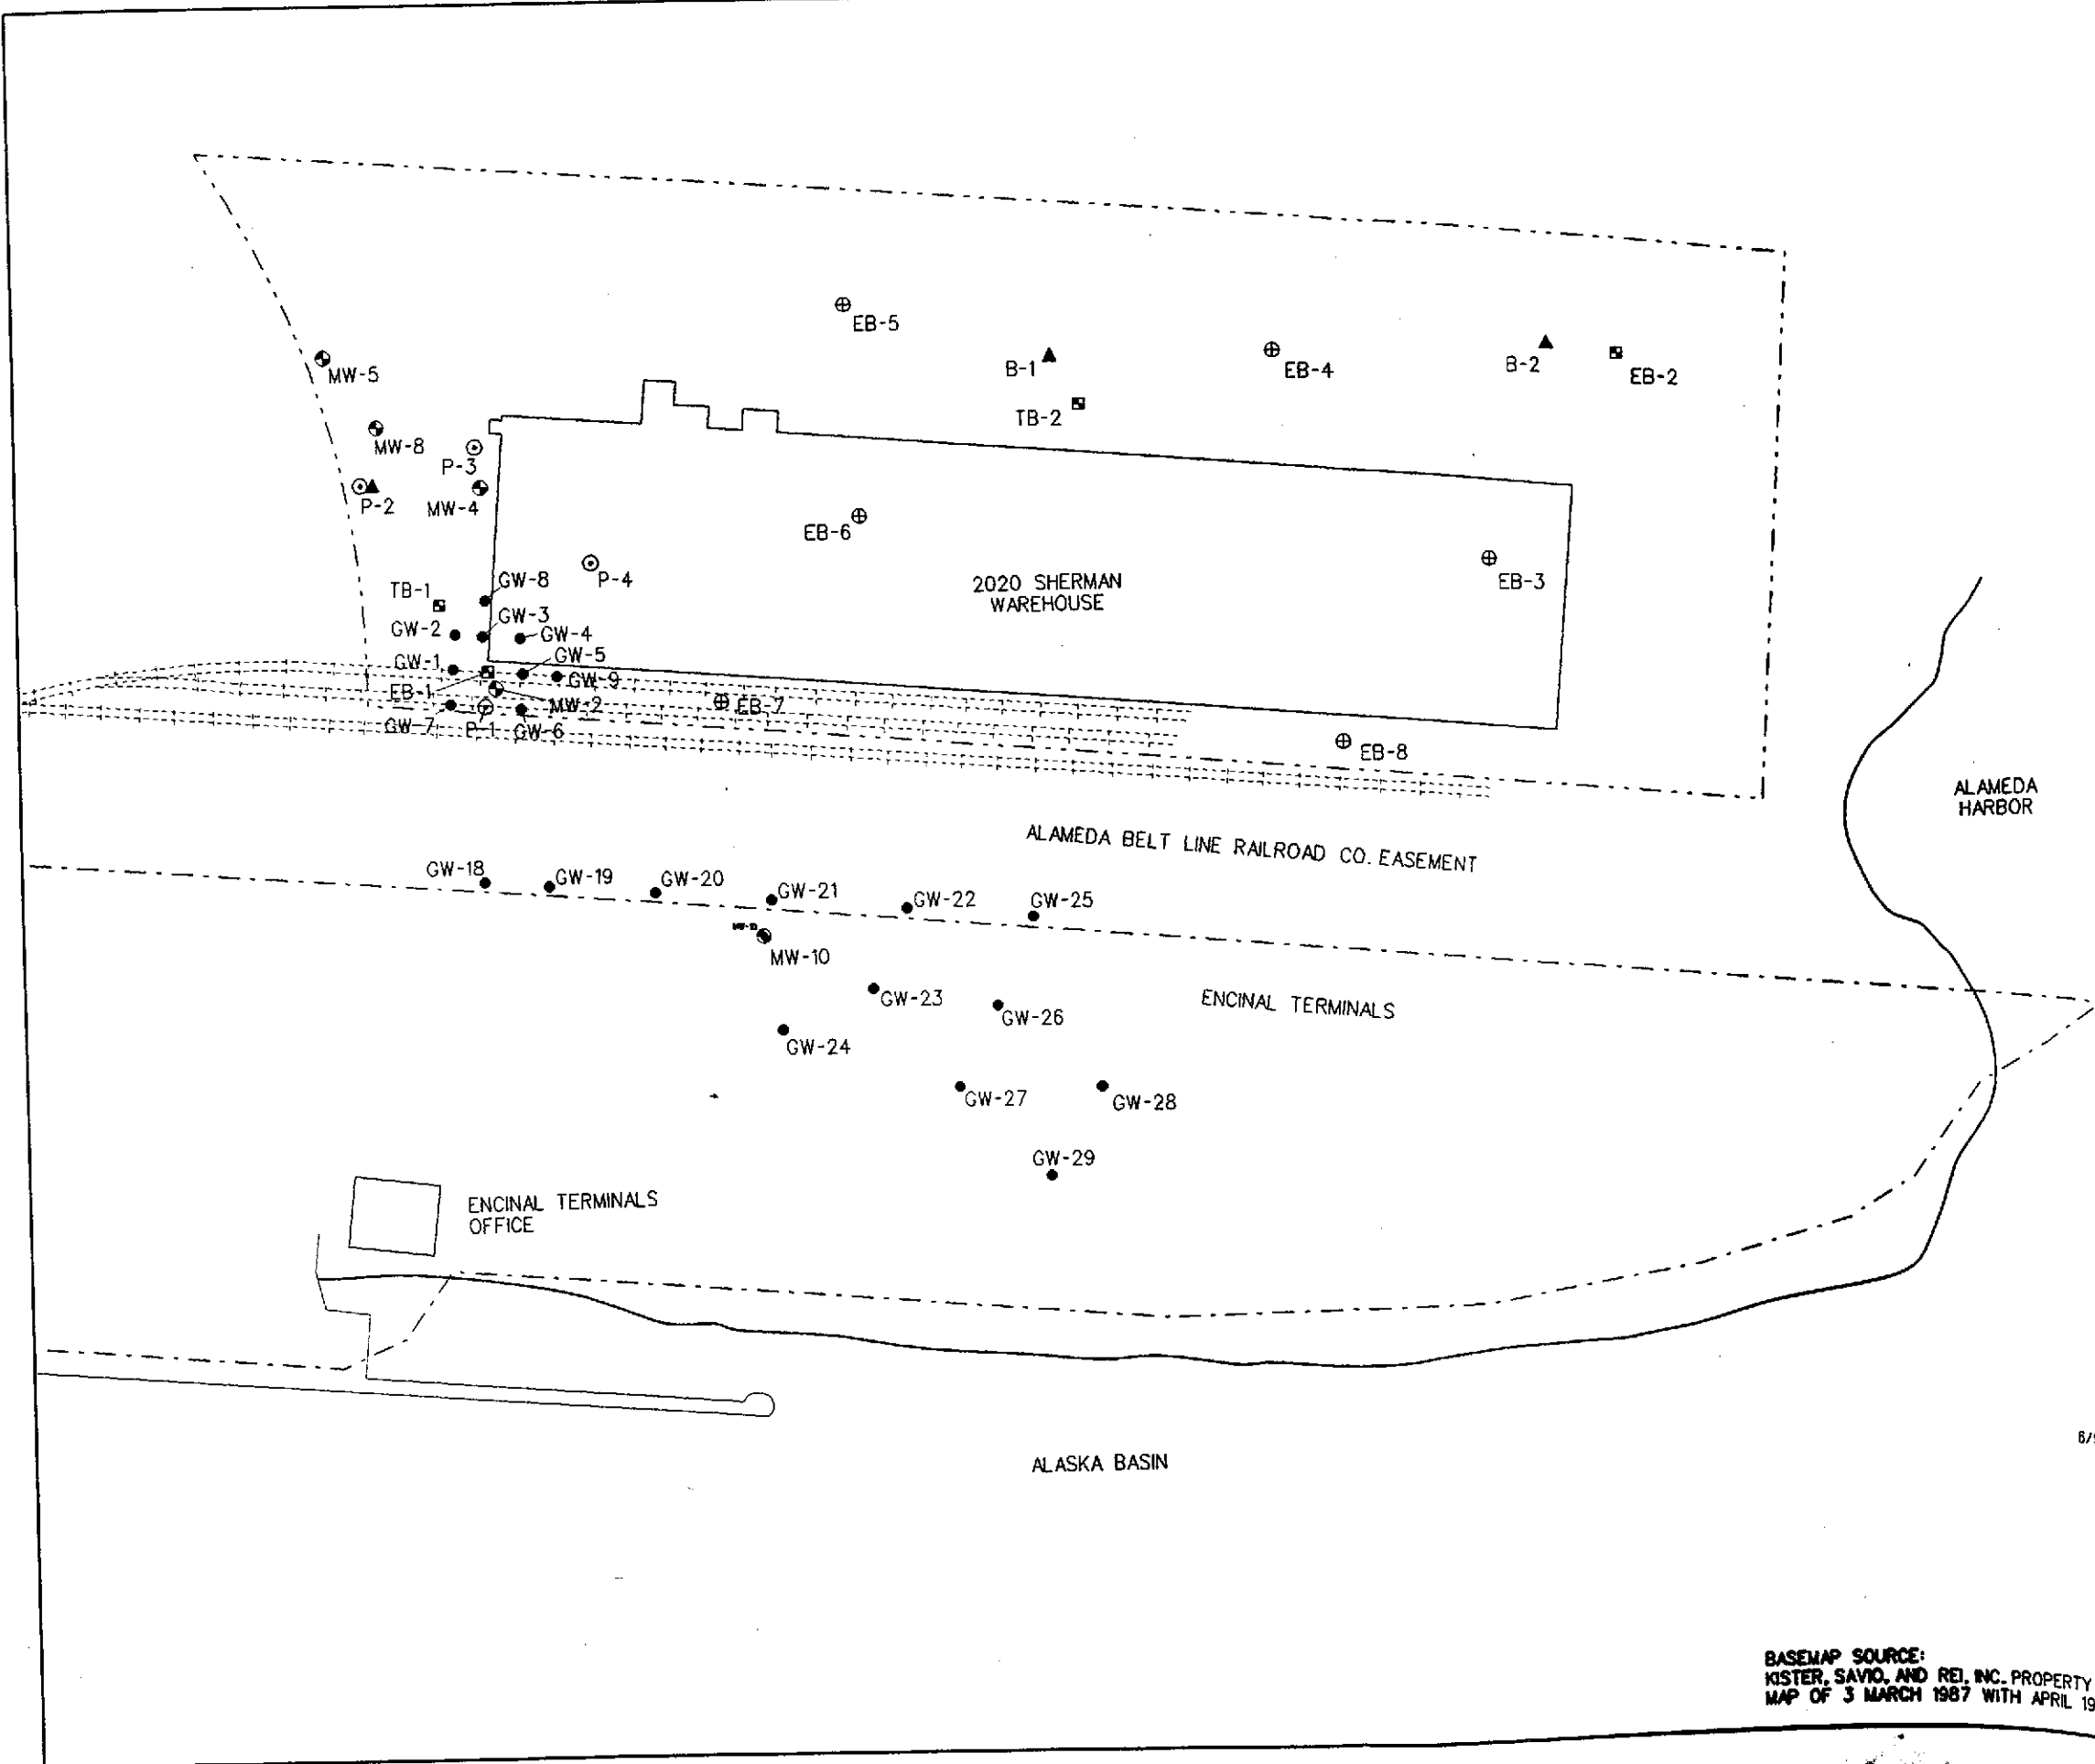 EB-5
B-1
EB-4
B-2
EB-2
MW-5
TB-2
MW-8
P-3
P-2
MW-4
EB-6
P-4
2020 SHERMAN
WAREHOUSE
EB-3
TB-1
GW-8
GW-3
GW-2
GW-4
GW-1
GW-5
GW-9
EB-1
MW-2
EB-7
GW-7
P-1
GW-6
EB-8
ALAMEDA
HARBOR
ALAMEDA BELT LINE RAILROAD CO. EASEMENT
GW-18
GW-19
GW-20
GW-21
GW-22
GW-25
MW-10
GW-23
GW-26
ENCINAL TERMINALS
GW-24
GW-27
GW-28
GW-29
ENCINAL TERMINALS
OFFICE
ALASKA BASIN
BASEMAP SOURCE:
KISTER, SAVIO, AND REI, INC. PROPERTY
MAP OF 3 MARCH 1987 WITH APRIL 19